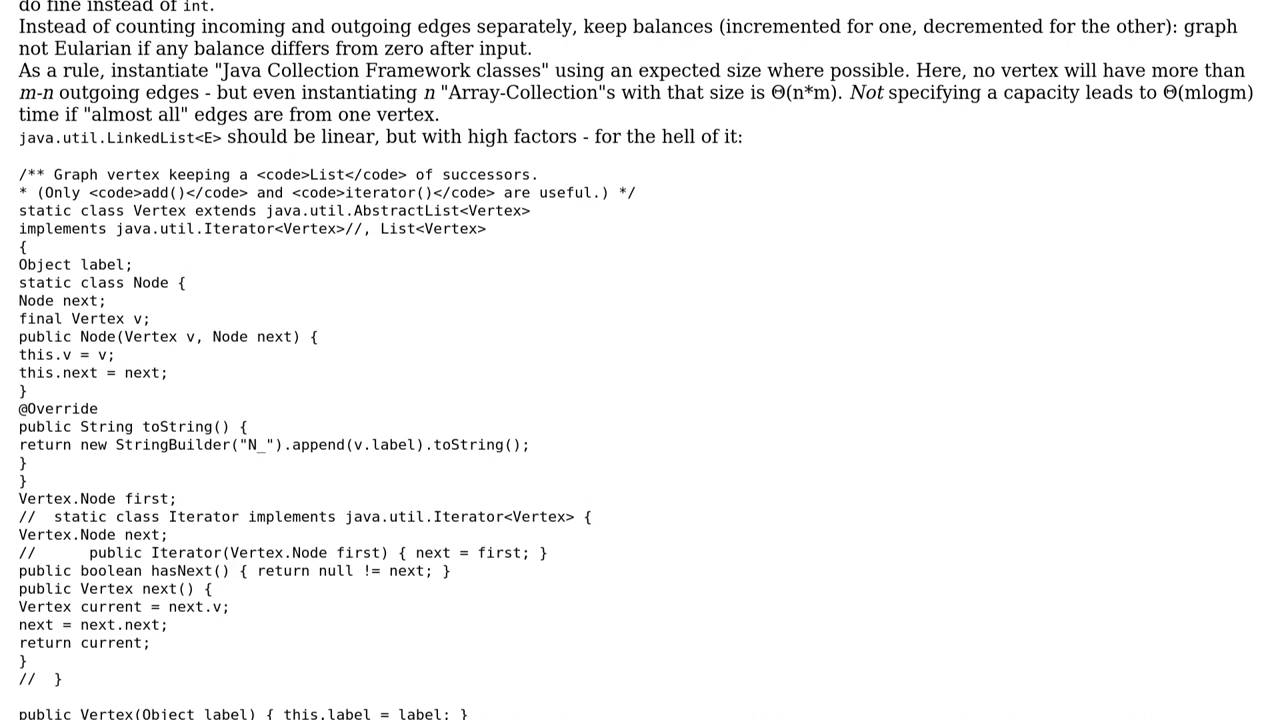 do fine instead of int.
Instead of counting incoming and outgoing edges separately, keep balances (incremented for one, decremented for the other): graph
not Eularian if any balance differs from zero after input.
As a rule, instantiate "Java Collection Framework classes" using an expected size where possible. Here, no vertex will have more than
m-n outgoing edges - but even instantiating n "Array-Collection"s with that size is Θ(n*m). Not specifying a capacity leads to Θ(mlogm)
time if "almost all" edges are from one vertex.
java.util.LinkedList<E> should be linear, but with high factors - for the hell of it:
/** Graph vertex keeping a <code>List</code> of successors.
* (Only <code>add()</code> and <code>iterator()</code> are useful.) */
static class Vertex extends java.util.AbstractList<Vertex>
implements java.util.Iterator<Vertex>//, List<Vertex>
{
Object label;
static class Node {
Node next;
final Vertex v;
public Node(Vertex v, Node next) {
this.v = v;
this.next = next;
}
@Override
public String toString() {
return new StringBuilder("N_").append(v.label).toString();
}
}
Vertex.Node first;
//  static class Iterator implements java.util.Iterator<Vertex> {
Vertex.Node next;
//      public Iterator(Vertex.Node first) { next = first; }
public boolean hasNext() { return null != next; }
public Vertex next() {
Vertex current = next.v;
next = next.next;
return current;
}
//  }
public Vertex(Object label) { this.label = label; }